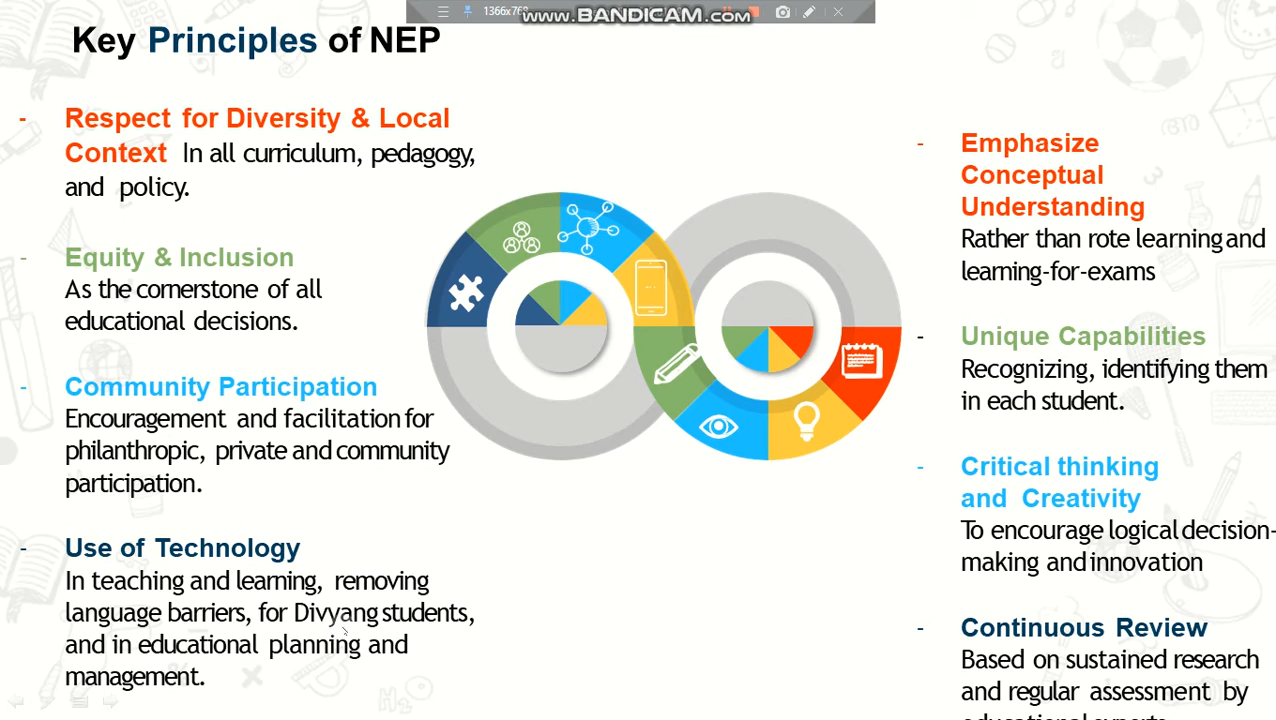 1366x768
www.BANDICAM.com
Key Principles of NEP
- Respect for Diversity & Local
Context In all curriculum, pedagogy,
and policy.
- Equity & Inclusion
As the cornerstone of all
educational decisions.
- Community Participation
Encouragement and facilitation for
philanthropic, private and community
participation.
- Use of Technology
In teaching and learning, removing
language barriers, for Divyang students,
and in educational planning and
management.
- Emphasize
Conceptual
Understanding
Rather than rote learning and
learning-for-exams
- Unique Capabilities
Recognizing, identifying them
in each student.
- Critical thinking
and Creativity
To encourage logical decision-
making and innovation
- Continuous Review
Based on sustained research
and regular assessment by
educational experts